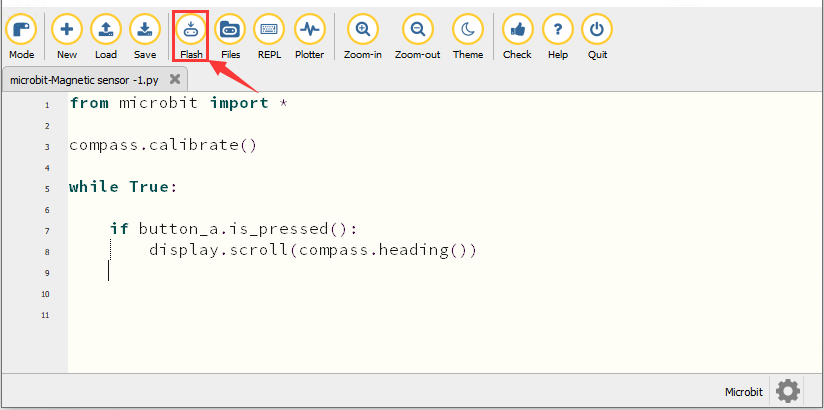 Mode New Load Save Flash Files REPL Plotter Zoom-in Zoom-out Theme Check Help Quit
microbit-Magnetic sensor -1.py
1 from microbit import *
2
3 compass.calibrate()
4
5 while True:
6
7 if button_a.is_pressed():
8 display.scroll(compass.heading())
9
10
11
Microbit